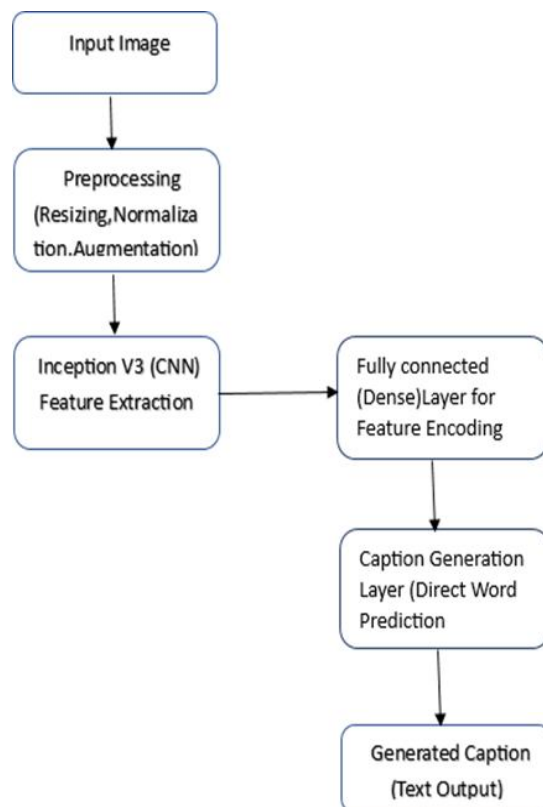 Input Image
Preprocessing
(Resizing,Normaliza
tion.Augmentation)
Inception V3 (CNN)
Feature Extraction
Fully connected
(Dense)Layer for
Feature Encoding
Caption Generation
Layer (Direct Word
Prediction
Generated Caption
(Text Output)